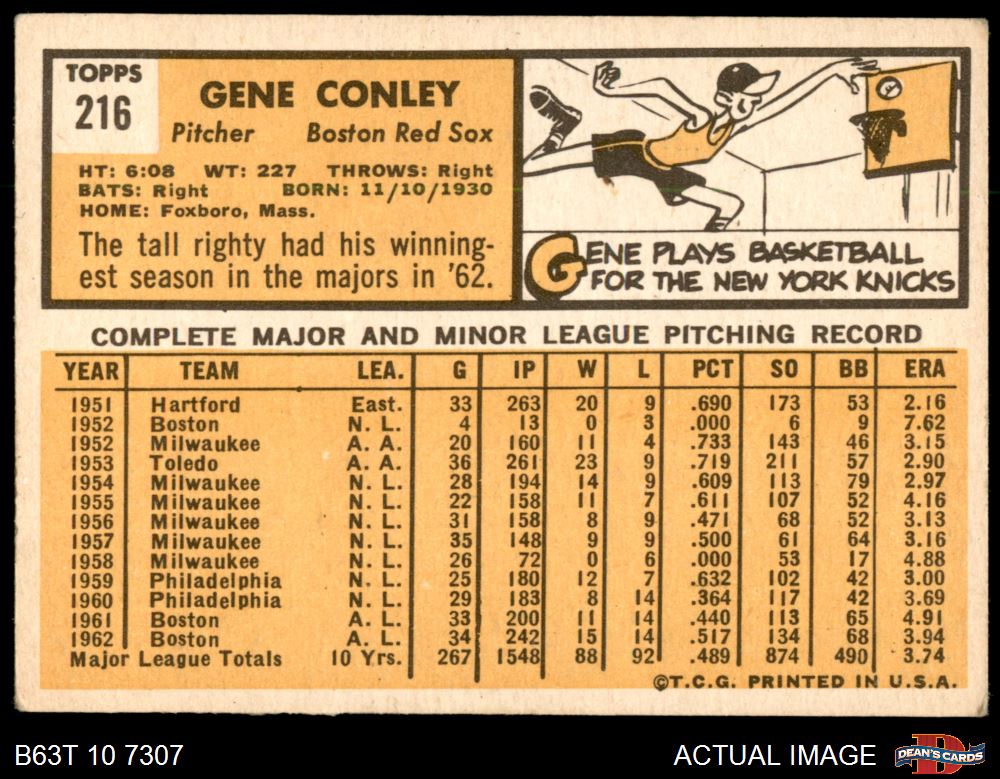 TOPPS
216
GENE CONLEY
Pitcher Boston Red Sox
HT: 6:08 WT: 227 THROWS: Right
BATS: Right BORN: 11/10/1930
HOME: Foxboro, Mass.
The tall righty had his winning-
est season in the majors in '62.
GENE PLAYS BASKETBALL
FOR THE NEW YORK KNICKS
COMPLETE MAJOR AND MINOR LEAGUE PITCHING RECORD
YEAR TEAM LEA. G IP W L PCT SO BB ERA
1951 Hartford East. 33 263 20 9 .690 173 53 2.16
1952 Boston N. L. 4 13 0 3 .000 6 9 7.62
1952 Milwaukee A. A. 20 160 11 4 .733 143 46 3.15
1953 Toledo A. A. 36 261 23 9 .719 211 57 2.90
1954 Milwaukee N. L. 28 194 14 9 .609 113 79 2.97
1955 Milwaukee N. L. 22 158 11 7 .611 107 52 4.16
1956 Milwaukee N. L. 31 158 8 9 .471 68 52 3.13
1957 Milwaukee N. L. 35 148 9 9 .500 61 64 3.16
1958 Milwaukee N. L. 26 72 0 6 .000 53 17 4.88
1959 Philadelphia N. L. 25 180 12 7 .632 102 42 3.00
1960 Philadelphia N. L. 29 183 8 14 .364 117 42 3.69
1961 Boston A. L. 33 200 11 14 .440 113 65 4.91
1962 Boston A. L. 34 242 15 14 .517 134 68 3.94
Major League Totals 10 Yrs. 267 1548 88 92 .489 874 490 3.74
©T.C.G. PRINTED IN U.S.A.
B63T 10 7307
ACTUAL IMAGE
D
DEAN'S CARDS